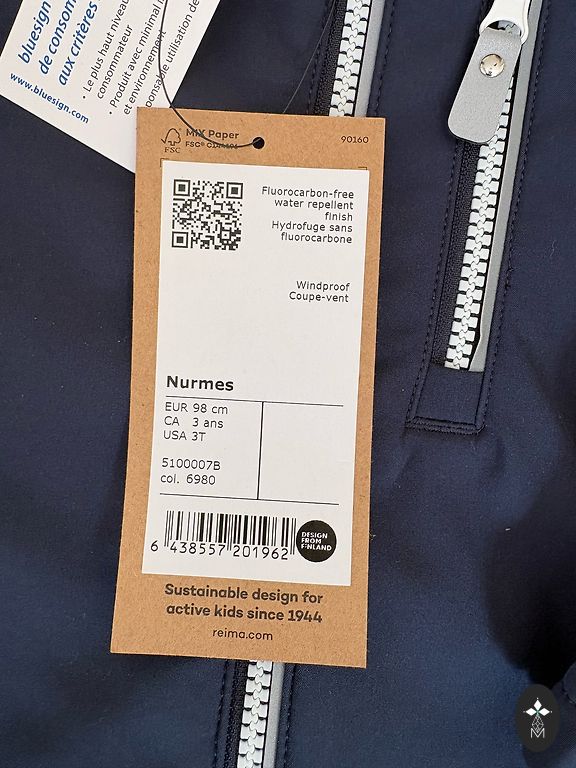 bluesign
de consom
aux critères
www.bluesign.com
• Le plus haut niveau
consommateur
• Produit avec minimal i
et environnement
ponsable utilisation de
MIX Paper
FSC
90160
Fluorocarbon-free
water repellent
finish
Hydrofuge sans
fluorocarbone
Windproof
Coupe-vent
Nurmes
EUR 98 cm
CA 3 ans
USA 3T
5100007B
col. 6980
6 438557 201962
DESIGN
FROM
FINLAND
Sustainable design for
active kids since 1944
reima.com
M